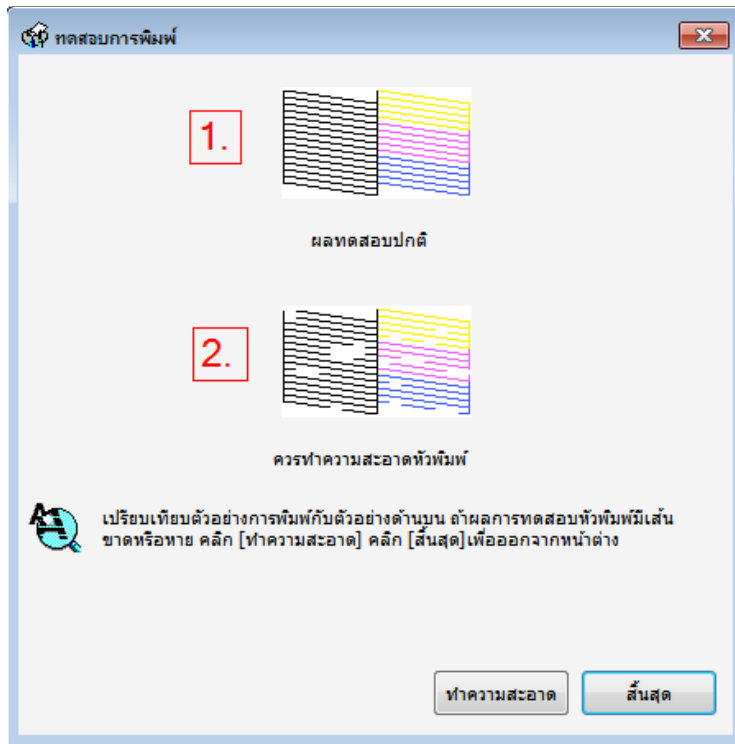 ทดสอบการพิมพ์
1.
ผลทดสอบปกติ
2.
ควรทำความสะอาดหัวพิมพ์
เปรียบเทียบตัวอย่างการพิมพ์กับตัวอย่างด้านบน ถ้าผลการทดสอบหัวพิมพ์มีเส้น
ขาดหรือหาย คลิก [ทำความสะอาด] คลิก [สิ้นสุด]เพื่อออกจากหน้าต่าง
ทำความสะอาด
สิ้นสุด